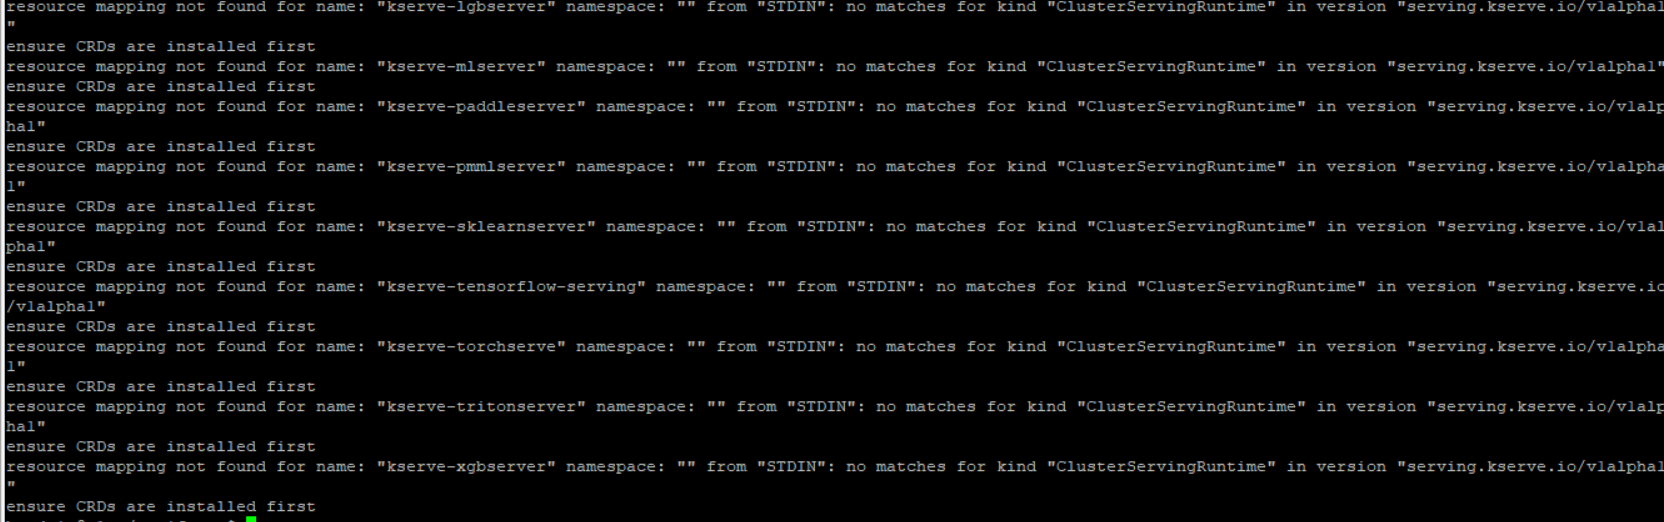 resource mapping not found for name: "kserve-lgbserver" namespace: "" from "STDIN": no matches for kind "ClusterServingRuntime" in version "serving.kserve.io/v1alpha1
"
ensure CRDs are installed first
resource mapping not found for name: "kserve-mlserver" namespace: "" from "STDIN": no matches for kind "ClusterServingRuntime" in version "serving.kserve.io/v1alpha1"
ensure CRDs are installed first
resource mapping not found for name: "kserve-paddleserver" namespace: "" from "STDIN": no matches for kind "ClusterServingRuntime" in version "serving.kserve.io/v1alp
ha1"
ensure CRDs are installed first
resource mapping not found for name: "kserve-pmmlserver" namespace: "" from "STDIN": no matches for kind "ClusterServingRuntime" in version "serving.kserve.io/v1alpha
1"
ensure CRDs are installed first
resource mapping not found for name: "kserve-sklearnserver" namespace: "" from "STDIN": no matches for kind "ClusterServingRuntime" in version "serving.kserve.io/v1al
pha1"
ensure CRDs are installed first
resource mapping not found for name: "kserve-tensorflow-serving" namespace: "" from "STDIN": no matches for kind "ClusterServingRuntime" in version "serving.kserve.io
/v1alpha1"
ensure CRDs are installed first
resource mapping not found for name: "kserve-torchserve" namespace: "" from "STDIN": no matches for kind "ClusterServingRuntime" in version "serving.kserve.io/v1alpha
1"
ensure CRDs are installed first
resource mapping not found for name: "kserve-tritonserver" namespace: "" from "STDIN": no matches for kind "ClusterServingRuntime" in version "serving.kserve.io/v1alp
ha1"
ensure CRDs are installed first
resource mapping not found for name: "kserve-xgbserver" namespace: "" from "STDIN": no matches for kind "ClusterServingRuntime" in version "serving.kserve.io/v1alpha1
"
ensure CRDs are installed first